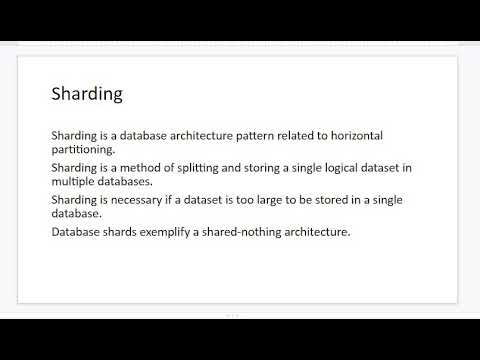 Sharding
Sharding is a database architecture pattern related to horizontal
partitioning.
Sharding is a method of splitting and storing a single logical dataset in
multiple databases.
Sharding is necessary if a dataset is too large to be stored in a single
database.
Database shards exemplify a shared-nothing architecture.